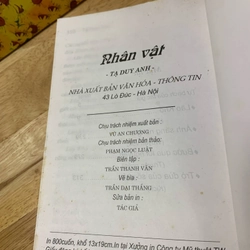 Nhân vật
- TẠ DUY ANH -
NHÀ XUẤT BẢN VĂN HÓA - THÔNG TIN
43 Lò Đúc - Hà Nội
Chịu trách nhiệm xuất bản :
VŨ AN CHƯƠNG
Chịu trách nhiệm bản thảo:
PHẠM NGỌC LUẬT
Biên tập :
TRẦN THANH VÂN
Vẽ bìa :
TRẦN ĐẠI THẮNG
Sửa bản in :
TÁC GIẢ
In 800cuốn, khổ 13x19cm.In tại Xưởng in Công ty Mỹ thuật TW